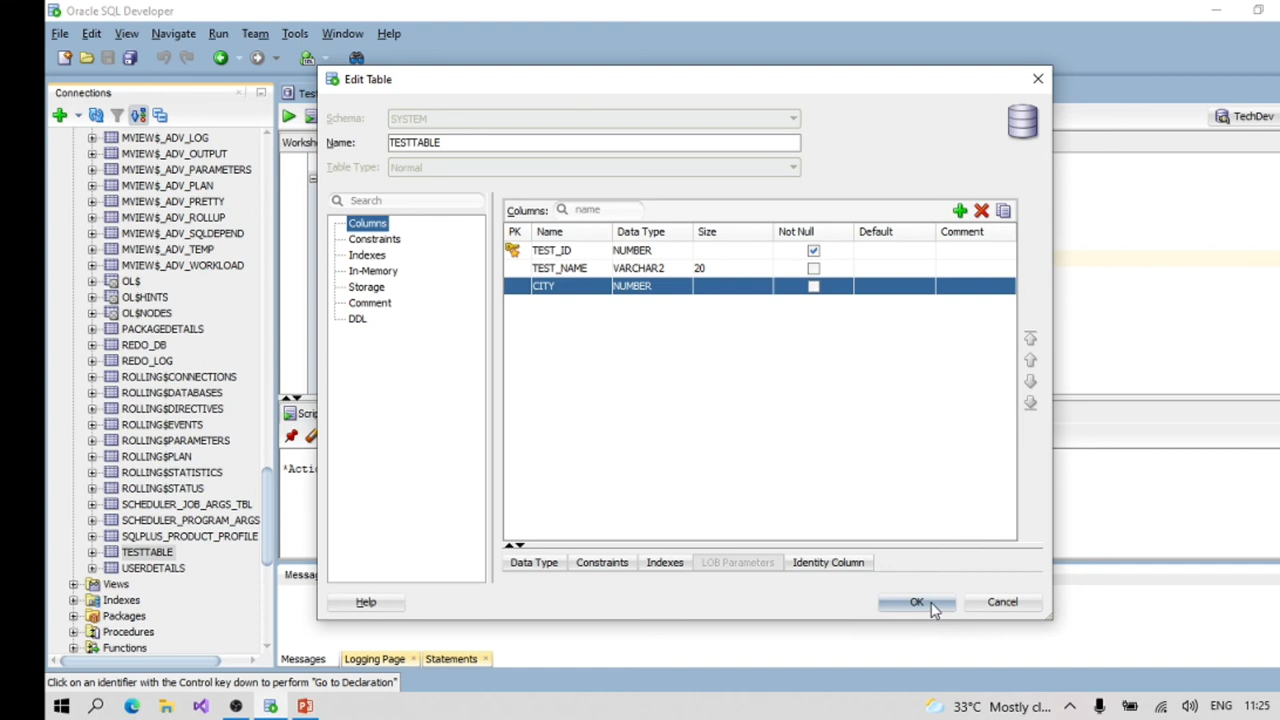 Oracle SQL Developer
File Edit View Navigate Run Team Tools Window Help
Connections
MVIEW$_ADV_LOG
MVIEW$_ADV_OUTPUT
MVIEW$_ADV_PARAMETERS
MVIEW$_ADV_PLAN
MVIEW$_ADV_PRETTY
MVIEW$_ADV_ROLLUP
MVIEW$_ADV_SQLDEPEND
MVIEW$_ADV_TEMP
MVIEW$_ADV_WORKLOAD
OL$
OL$HINTS
OL$NODES
PACKAGEDETAILS
REDO_DB
REDO_LOG
ROLLING$CONNECTIONS
ROLLING$DATABASES
ROLLING$DIRECTIVES
ROLLING$EVENTS
ROLLING$PARAMETERS
ROLLING$PLAN
ROLLING$STATISTICS
ROLLING$STATUS
SCHEDULER_JOB_ARGS_TBL
SCHEDULER_PROGRAM_ARGS
SQLPLUS_PRODUCT_PROFILE
TESTTABLE
USERDETAILS
Views
Indexes
Packages
Procedures
Functions
Tes
Worksh
Scrip
*Actic
Messa
TechDev
Edit Table
Schema: SYSTEM
Name: TESTTABLE
Table Type: Normal
Search
Columns
Constraints
Indexes
In-Memory
Storage
Comment
DDL
Columns: name
PK Name Data Type Size Not Null Default Comment
TEST_ID NUMBER
TEST_NAME VARCHAR2 20
CITY NUMBER
Data Type Constraints Indexes LOB Parameters Identity Column
Help OK Cancel
Messages Logging Page × Statements ×
Click on an identifier with the Control key down to perform "Go to Declaration"
33°C Mostly cl... ENG 11:25